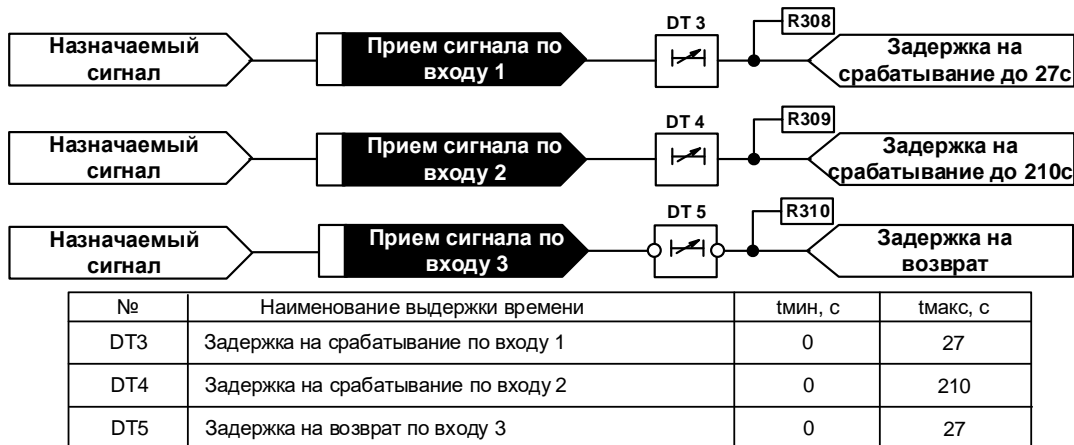 DT 3
R308
Назначаемый
сигнал
Прием сигнала по
входу 1
Задержка на
срабатывание до 27с
DT 4
R309
Назначаемый
сигнал
Прием сигнала по
входу 2
Задержка на
срабатывание до 210с
DT 5
R310
Назначаемый
сигнал
Прием сигнала по
входу 3
Задержка на
возврат
№ Наименование выдержки времени tмин, с tмакс, с
DT3 Задержка на срабатывание по входу 1 0 27
DT4 Задержка на срабатывание по входу 2 0 210
DT5 Задержка на возврат по входу 3 0 27